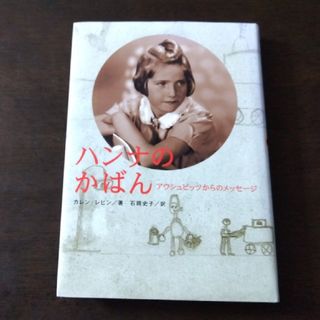 ハンナの
かばん
アウシュビッツからのメッセージ
カレン・レビン/著 石岡史子/訳